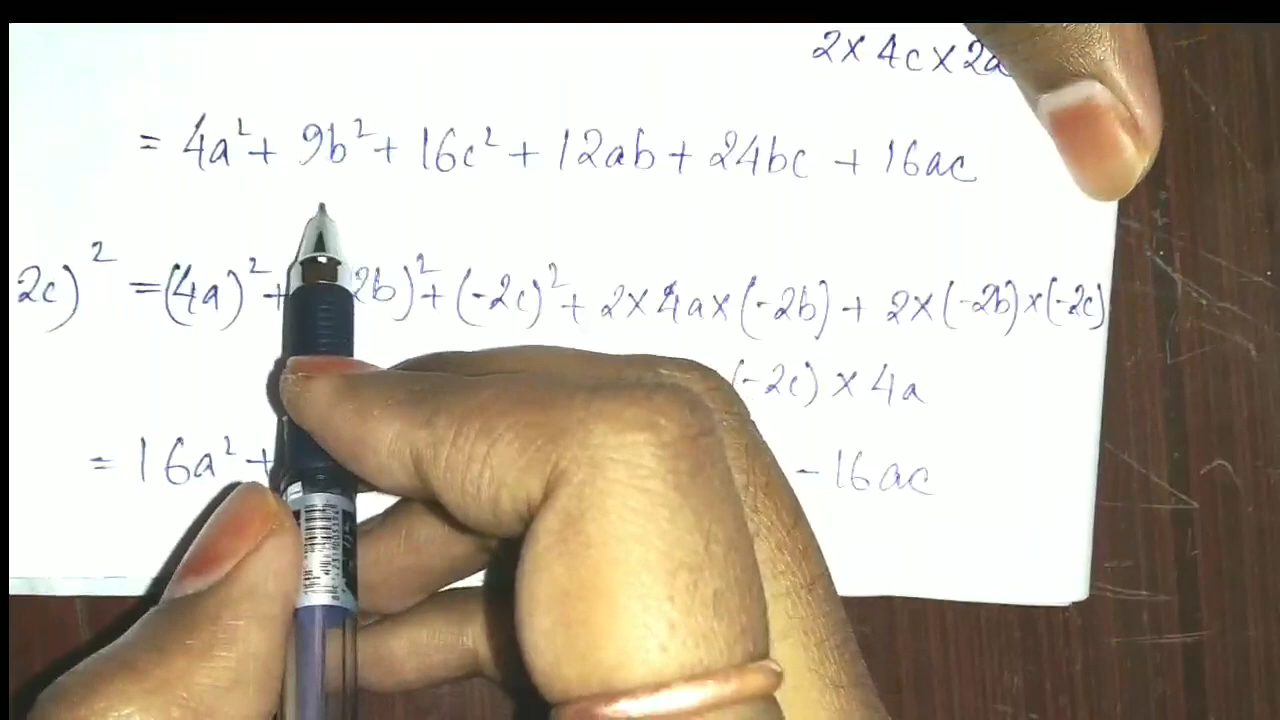 2 × 4c × 2a
= 4a² + 9b² + 16c² + 12ab + 24bc + 16ac
2c)² = (4a)² + 2b)² + (-2c)² + 2 × 4a × (-2b) + 2 × (-2b) × (-2c)
(-2c) × 4a
= 16a² + - 16ac